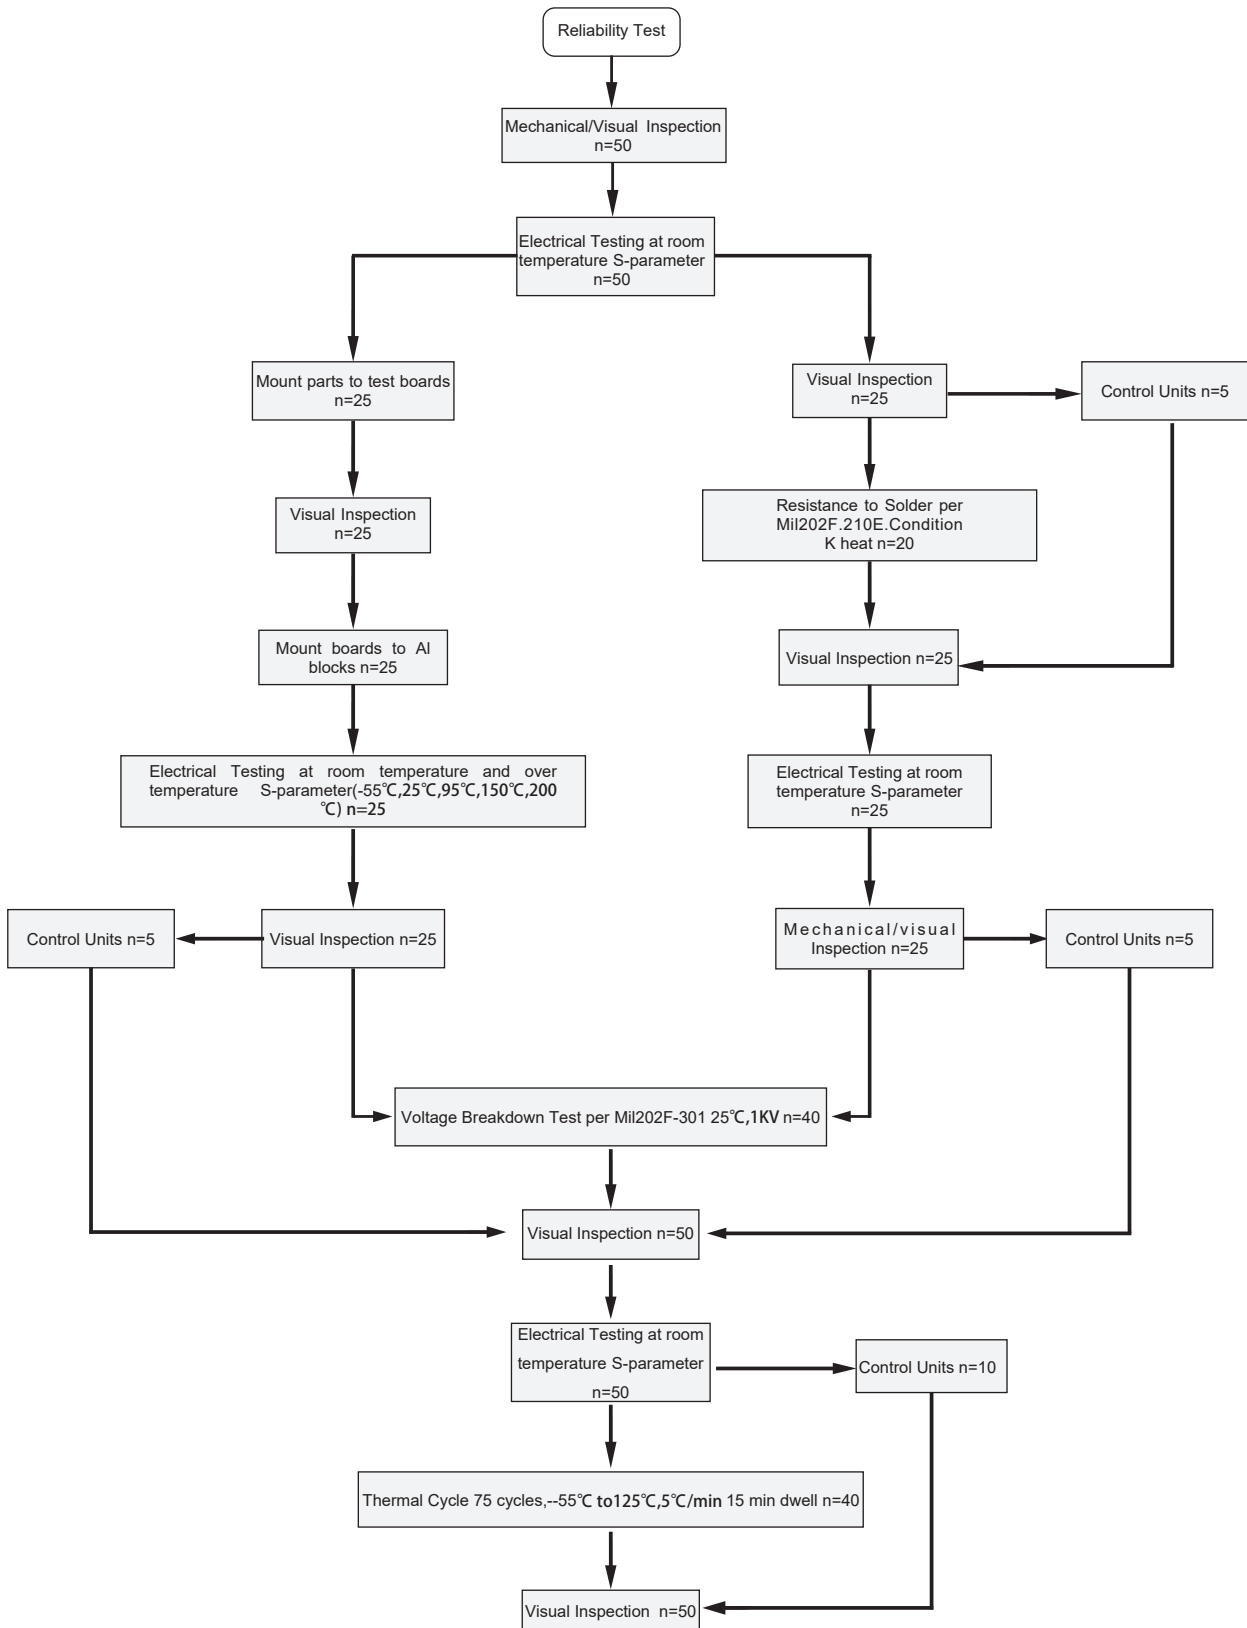 Reliability Test
Mechanical/Visual Inspection
n=50
Electrical Testing at room
temperature S-parameter
n=50
Mount parts to test boards
n=25
Visual Inspection
n=25
Control Units n=5
Visual Inspection
n=25
Resistance to Solder per
Mil202F.210E.Condition
K heat n=20
Mount boards to Al
blocks n=25
Visual Inspection n=25
Electrical Testing at room temperature and over
temperature S-parameter(-55℃,25℃,95℃,150℃,200
℃) n=25
Electrical Testing at room
temperature S-parameter
n=25
Control Units n=5
Visual Inspection n=25
Mechanical/visual
Inspection n=25
Control Units n=5
Voltage Breakdown Test per Mil202F-301 25℃,1KV n=40
Visual Inspection n=50
Electrical Testing at room
temperature S-parameter
n=50
Control Units n=10
Thermal Cycle 75 cycles,--55℃ to125℃,5℃/min 15 min dwell n=40
Visual Inspection n=50